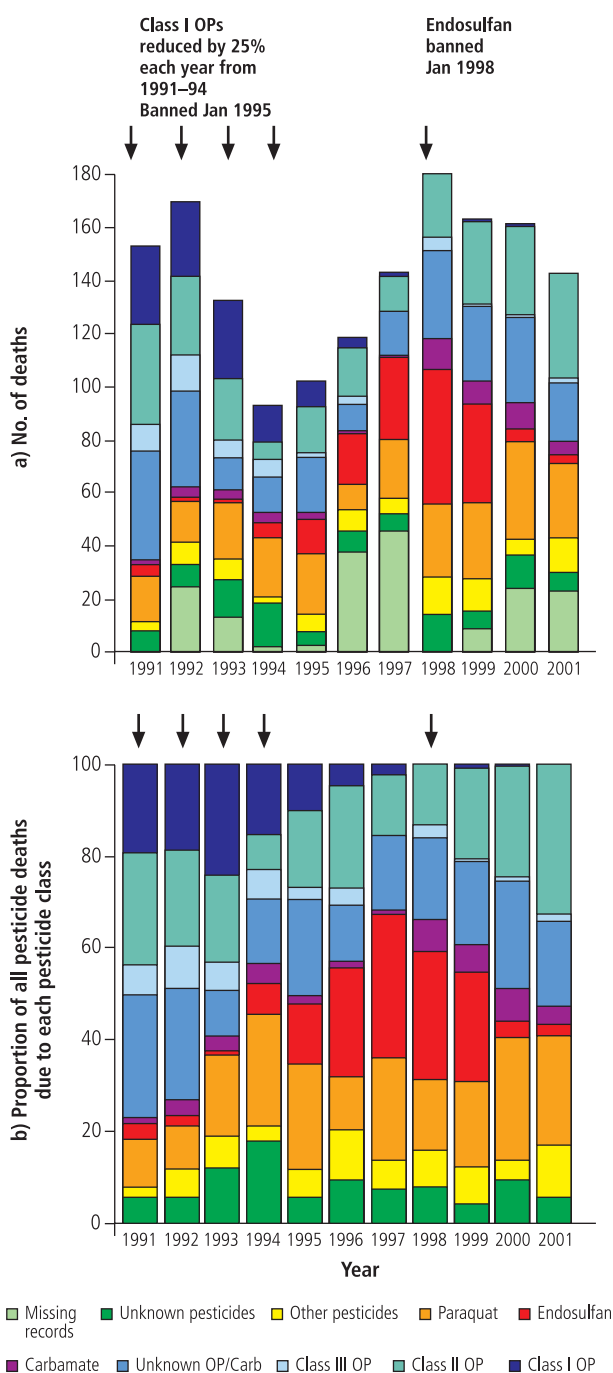 Class I OPs
reduced by 25%
each year from
1991–94
Banned Jan 1995
Endosulfan
banned
Jan 1998
a) No. of deaths
180
160
140
120
100
80
60
40
20
0
1991 1992 1993 1994 1995 1996 1997 1998 1999 2000 2001
b) Proportion of all pesticide deaths
due to each pesticide class
100
80
60
40
20
0
1991 1992 1993 1994 1995 1996 1997 1998 1999 2000 2001
Year
Missing
records
Unknown pesticides
Other pesticides
Paraquat
Endosulfan
Carbamate
Unknown OP/Carb
Class III OP
Class II OP
Class I OP